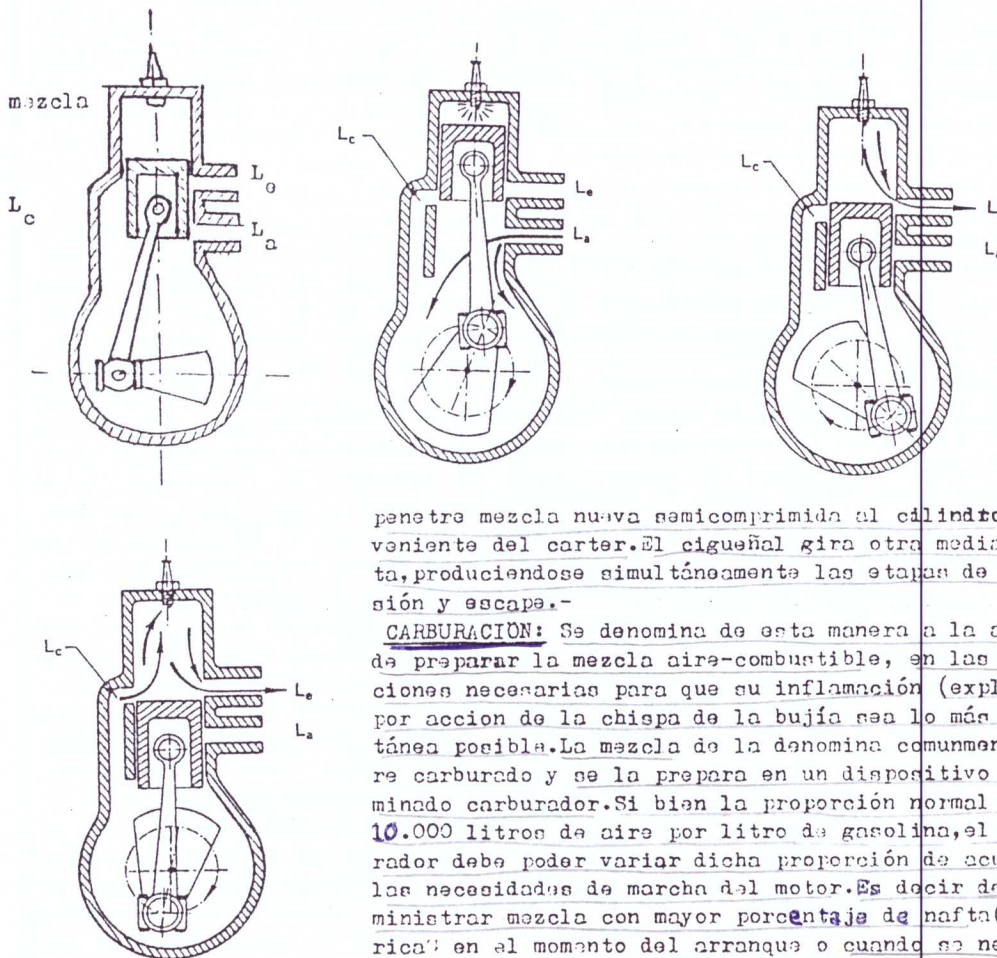 mezcla
L e
L c
L a
L c
L e
L a
L c
L
L
L c
L e
L a
penetre mezcla nueva semicomprimida al cilindro
veniente del carter.El cigueñal gira otra media
ta,produciendose simultáneamente las etapas de
sión y escape.-
CARBURACION: Se denomina de esta manera a la a
de preparar la mezcla aire-combustible, en las
ciones necesarias para que su inflamación (expl
por accion de la chispa de la bujía sea lo más
tánea posible.La mezcla de la denomina comunmen
re carburado y se la prepara en un dispositivo
minado carburador.Si bien la proporción normal
10.000 litros de aire por litro de gasolina,el
rador debe poder variar dicha proporción de acu
las necesidades de marcha del motor.Es decir de
ministrar mezcla con mayor porcentaje de nafta(
rica" en el momento del arranque o cuando se ne